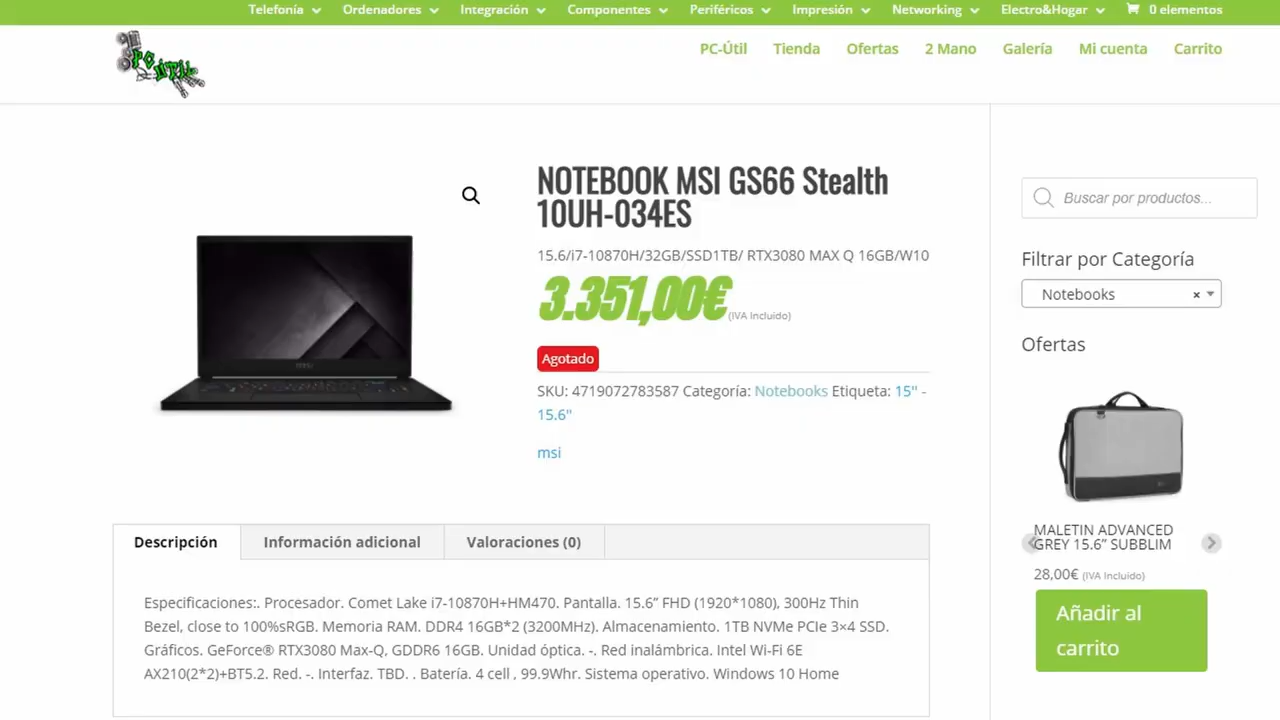 Telefonía Ordenadores Integración Componentes Periféricos Impresión Networking Electro&Hogar 0 elementos
PC ÚTIL
PC-Útil Tienda Ofertas 2 Mano Galería Mi cuenta Carrito
NOTEBOOK MSI GS66 Stealth
10UH-034ES
15.6/i7-10870H/32GB/SSD1TB/ RTX3080 MAX Q 16GB/W10
3.351,00€ (IVA Incluido)
Agotado
SKU: 4719072783587 Categoría: Notebooks Etiqueta: 15" -
15.6"
msi
msi
Buscar por productos...
Filtrar por Categoría
Notebooks ×
Ofertas
MALETIN ADVANCED
GREY 15.6” SUBBLIM
28,00€ (IVA Incluido)
Añadir al
carrito
Descripción Información adicional Valoraciones (0)
Especificaciones:. Procesador. Comet Lake i7-10870H+HM470. Pantalla. 15.6” FHD (1920*1080), 300Hz Thin
Bezel, close to 100%sRGB. Memoria RAM. DDR4 16GB*2 (3200MHz). Almacenamiento. 1TB NVMe PCIe 3×4 SSD.
Gráficos. GeForce® RTX3080 Max-Q, GDDR6 16GB. Unidad óptica. -. Red inalámbrica. Intel Wi-Fi 6E
AX210(2*2)+BT5.2. Red. -. Interfaz. TBD. . Batería. 4 cell , 99.9Whr. Sistema operativo. Windows 10 Home